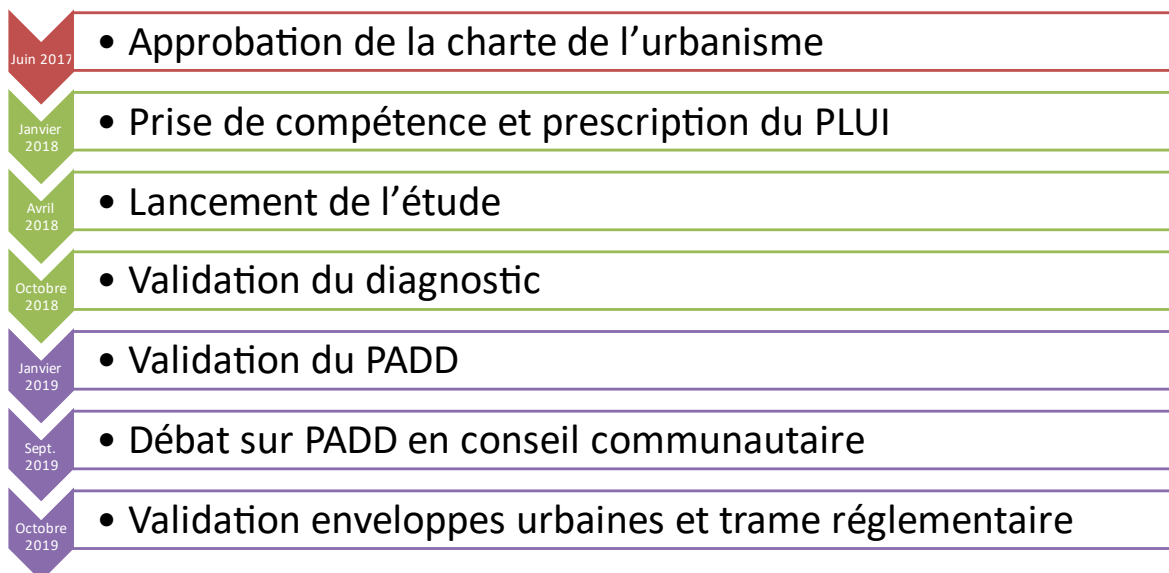 Juin 2017
• Approbation de la charte de l’urbanisme
Janvier
2018
• Prise de compétence et prescription du PLUI
Avril
2018
• Lancement de l’étude
Octobre
2018
• Validation du diagnostic
Janvier
2019
• Validation du PADD
Sept.
2019
• Débat sur PADD en conseil communautaire
Octobre
2019
• Validation enveloppes urbaines et trame réglementaire